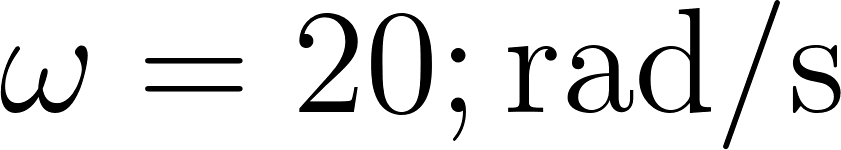 ω = 20; rad/s